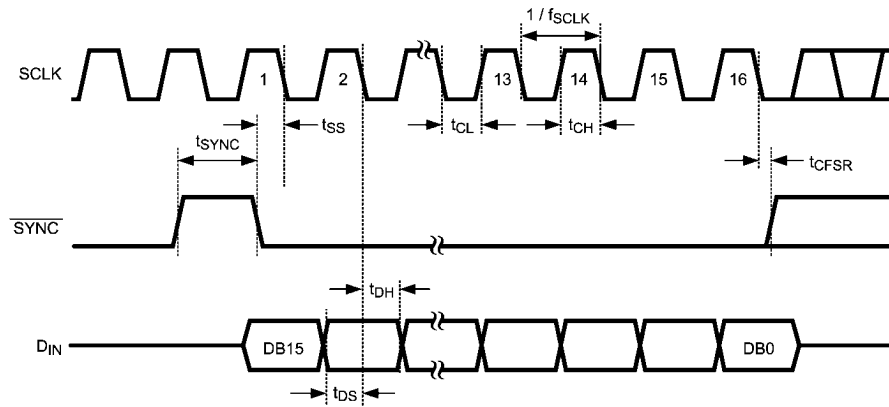 1 / fSCLK
SCLK
1
2
13
14
15
16
tSS
tCL
tCH
tSYNC
tCFSR
SYNC
tDH
DIN
DB15
DB0
tDS